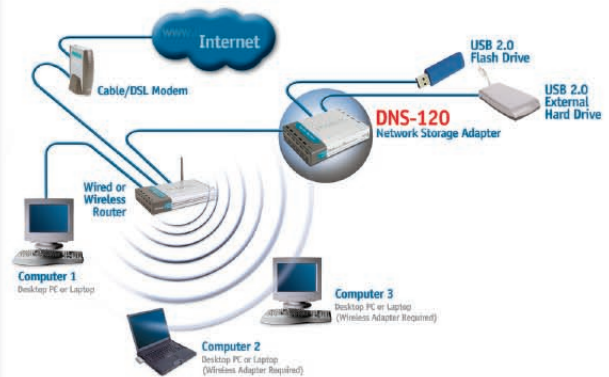 www.
Internet
Cable/DSL Modem
USB 2.0
Flash Drive
USB 2.0
External
Hard Drive
DNS-120
Network Storage Adapter
Wired or
Wireless
Router
Computer 1
Desktop PC or Laptop
Computer 3
Desktop PC or Laptop
(Wireless Adapter Required)
Computer 2
Desktop PC or Laptop
(Wireless Adapter Required)